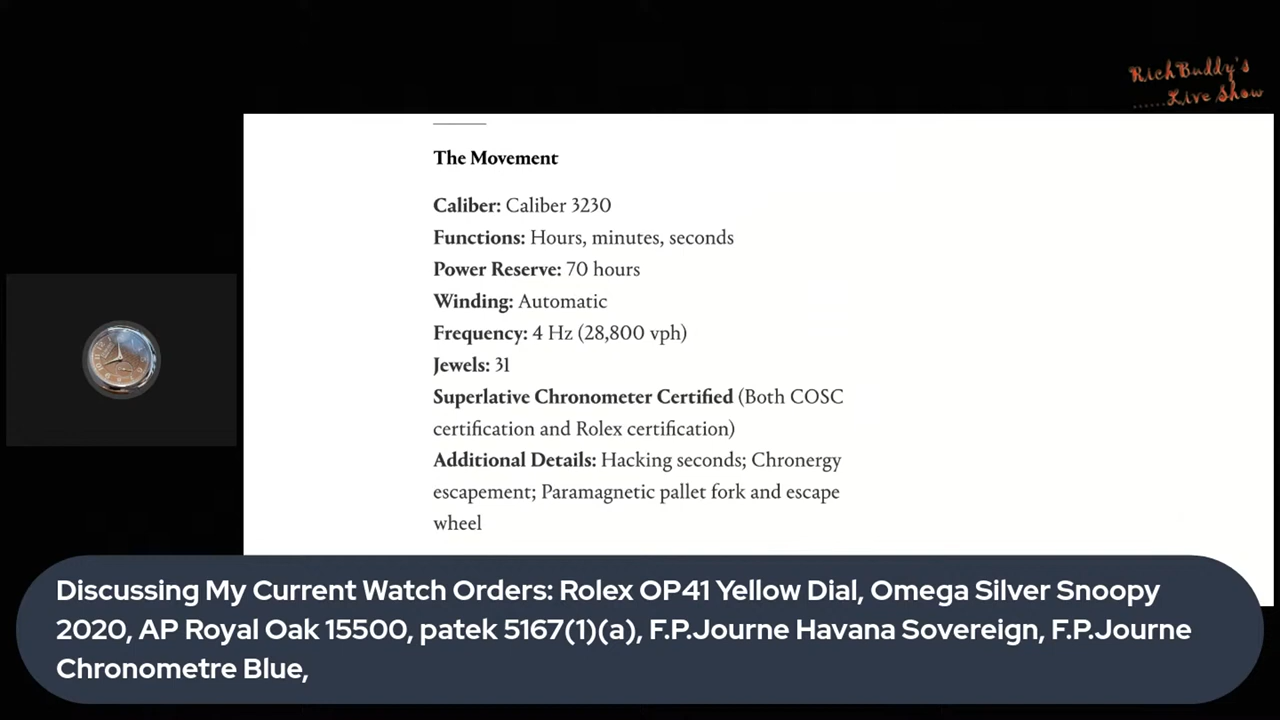 RichBuddy's
......Live Show
The Movement
Caliber: Caliber 3230
Functions: Hours, minutes, seconds
Power Reserve: 70 hours
Winding: Automatic
Frequency: 4 Hz (28,800 vph)
Jewels: 31
Superlative Chronometer Certified (Both COSC
certification and Rolex certification)
Additional Details: Hacking seconds; Chronergy
escapement; Paramagnetic pallet fork and escape
wheel
Discussing My Current Watch Orders: Rolex OP41 Yellow Dial, Omega Silver Snoopy
2020, AP Royal Oak 15500, patek 5167(1)(a), F.P.Journe Havana Sovereign, F.P.Journe
Chronometre Blue,